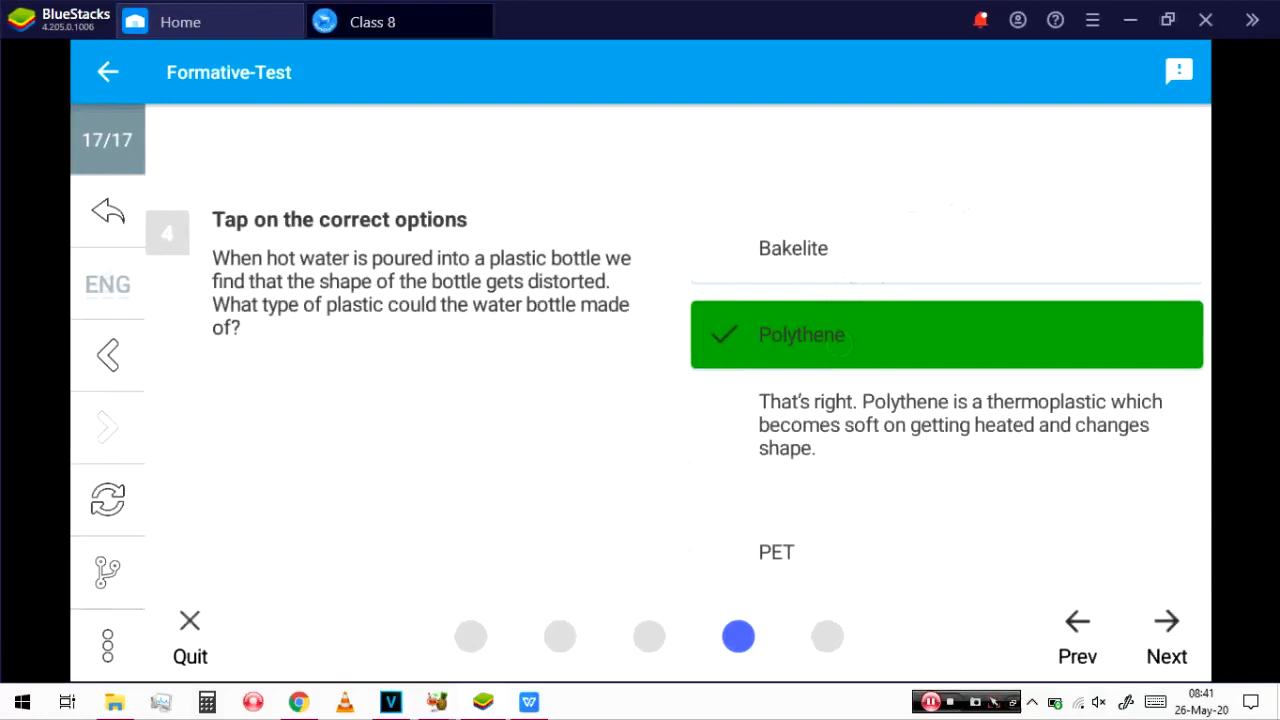 BlueStacks
4.205.0.1006
Home
Class 8
Formative-Test
17/17
ENG
4
Tap on the correct options
When hot water is poured into a plastic bottle we
find that the shape of the bottle gets distorted.
What type of plastic could the water bottle made
of?
Bakelite
Polythene
That's right. Polythene is a thermoplastic which
becomes soft on getting heated and changes
shape.
PET
Quit
Prev
Next
V
W
08:41
26-May-20